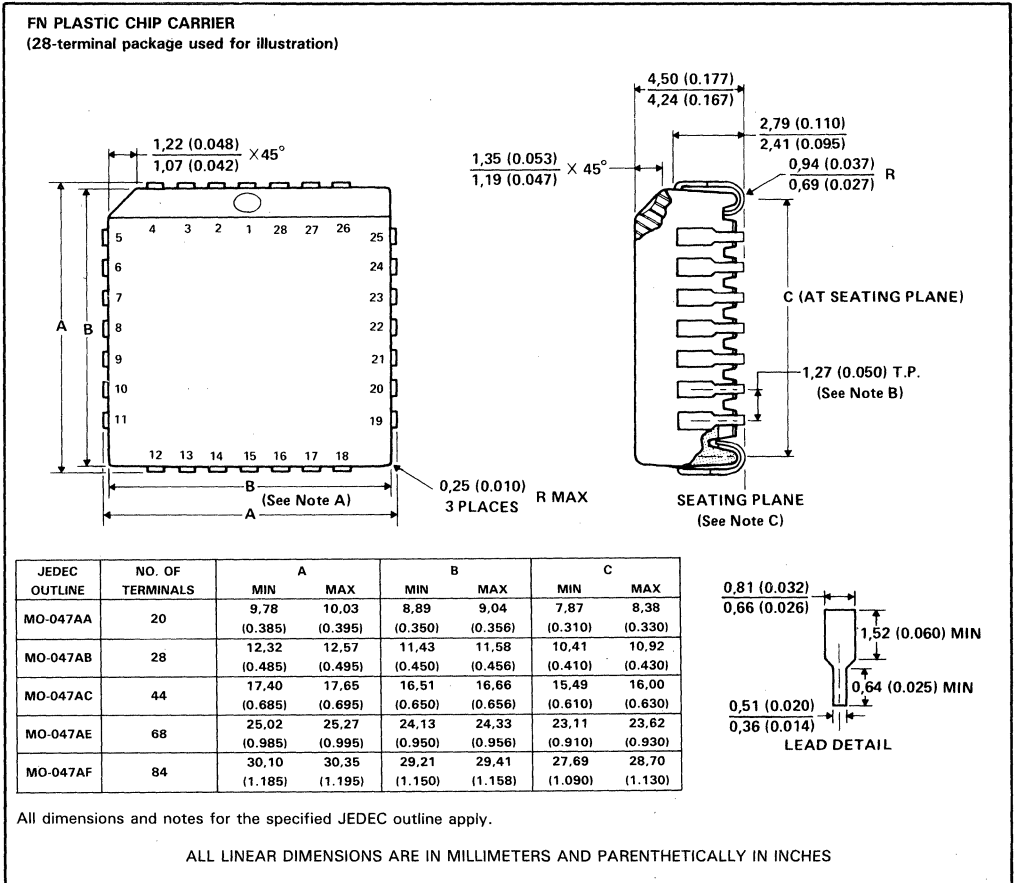 FN PLASTIC CHIP CARRIER
(28-terminal package used for illustration)
4,50 (0.177)
4,24 (0.167)
2,79 (0.110)
2,41 (0.095)
1,22 (0.048)
1,07 (0.042)
×45°
1,35 (0.053)
1,19 (0.047)
× 45°
0,94 (0.037)
0,69 (0.027)
R
4 3 2 1 28 27 26
5 25
6 24
7 23
8 22
9 21
10 20
11 19
12 13 14 15 16 17 18
A
B
B
(See Note A)
A
0,25 (0.010)
3 PLACES
R MAX
C (AT SEATING PLANE)
1,27 (0.050) T.P.
(See Note B)
SEATING PLANE
(See Note C)
JEDEC NO. OF A B C
OUTLINE TERMINALS MIN MAX MIN MAX MIN MAX
MO-047AA 20 9,78 10,03 8,89 9,04 7,87 8,38
(0.385) (0.395) (0.350) (0.356) (0.310) (0.330)
MO-047AB 28 12,32 12,57 11,43 11,58 10,41 10,92
(0.485) (0.495) (0.450) (0.456) (0.410) (0.430)
MO-047AC 44 17,40 17,65 16,51 16,66 15,49 16,00
(0.685) (0.695) (0.650) (0.656) (0.610) (0.630)
MO-047AE 68 25,02 25,27 24,13 24,33 23,11 23,62
(0.985) (0.995) (0.950) (0.956) (0.910) (0.930)
MO-047AF 84 30,10 30,35 29,21 29,41 27,69 28,70
(1.185) (1.195) (1.150) (1.158) (1.090) (1.130)
0,81 (0.032)
0,66 (0.026)
1,52 (0.060) MIN
0,64 (0.025) MIN
0,51 (0.020)
0,36 (0.014)
LEAD DETAIL
All dimensions and notes for the specified JEDEC outline apply.
ALL LINEAR DIMENSIONS ARE IN MILLIMETERS AND PARENTHETICALLY IN INCHES